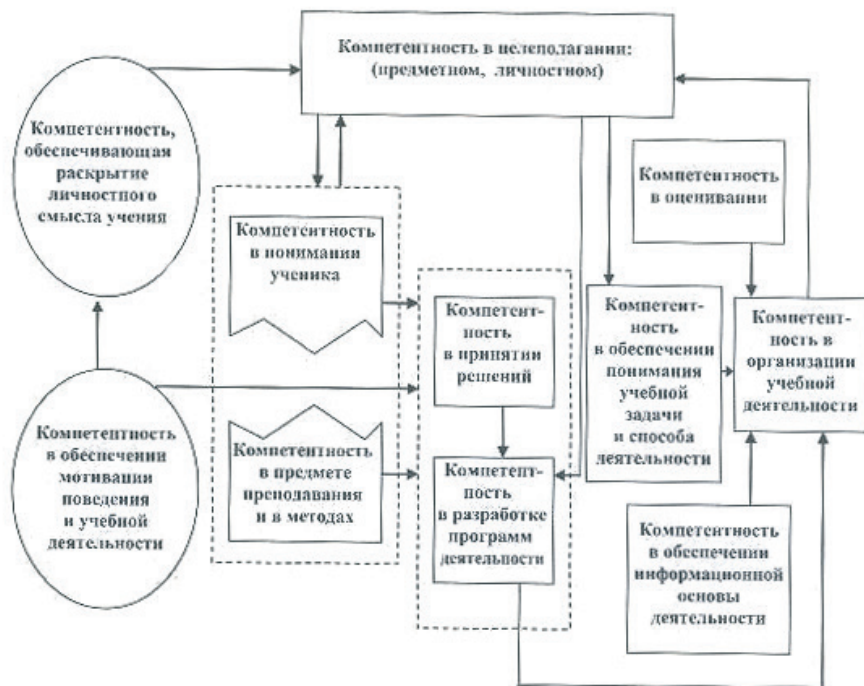 Компетентность в целеполагании:
(предметном, личностном)
Компетентность,
обеспечивающая
раскрытие
личностного
смысла учения
Компетентность
в оценивании
Компетентность
в понимании
ученика
Компетент-
ность
в принятии
решений
Компетент-
ность
в обеспечении
понимания
учебной
задачи
и способа
деятельности
Компетент-
ность в
организации
учебной
деятельности
Компетентность
в обеспечении
мотивации
поведения
и учебной
деятельности
Компетентность
в предмете
преподавания
и в методах
Компетент-
ность
в разработке
программ
деятельности
Компетентность
в обеспечении
информационной
основы
деятельности